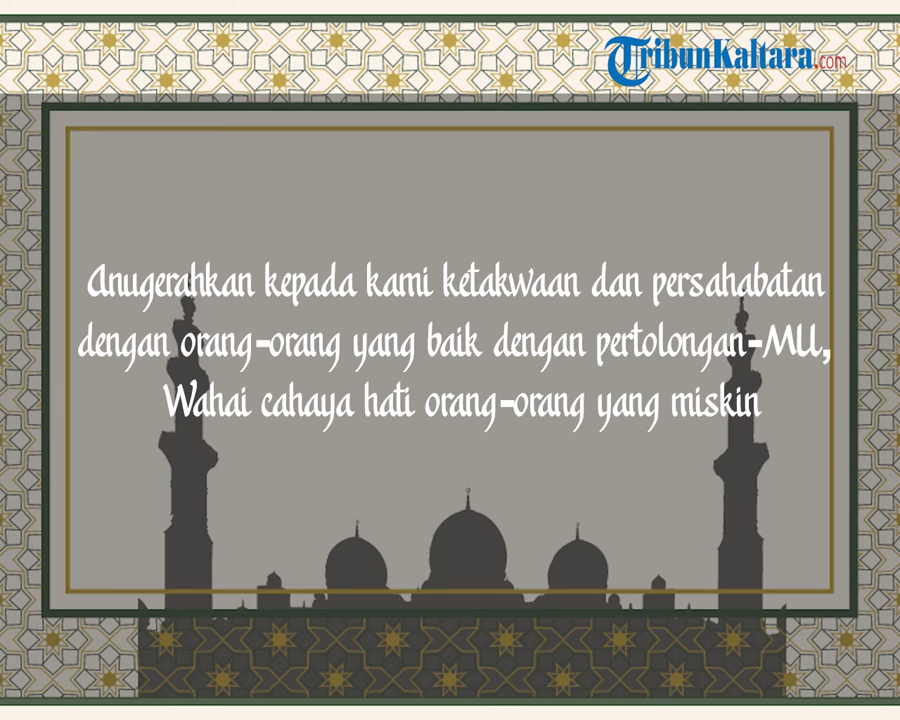 TribunKaltara.com
Anugerahkan kepada kami ketakwaan dan persahabatan
dengan orang-orang yang baik dengan pertolongan-MU,
Wahai cahaya hati orang-orang yang miskin